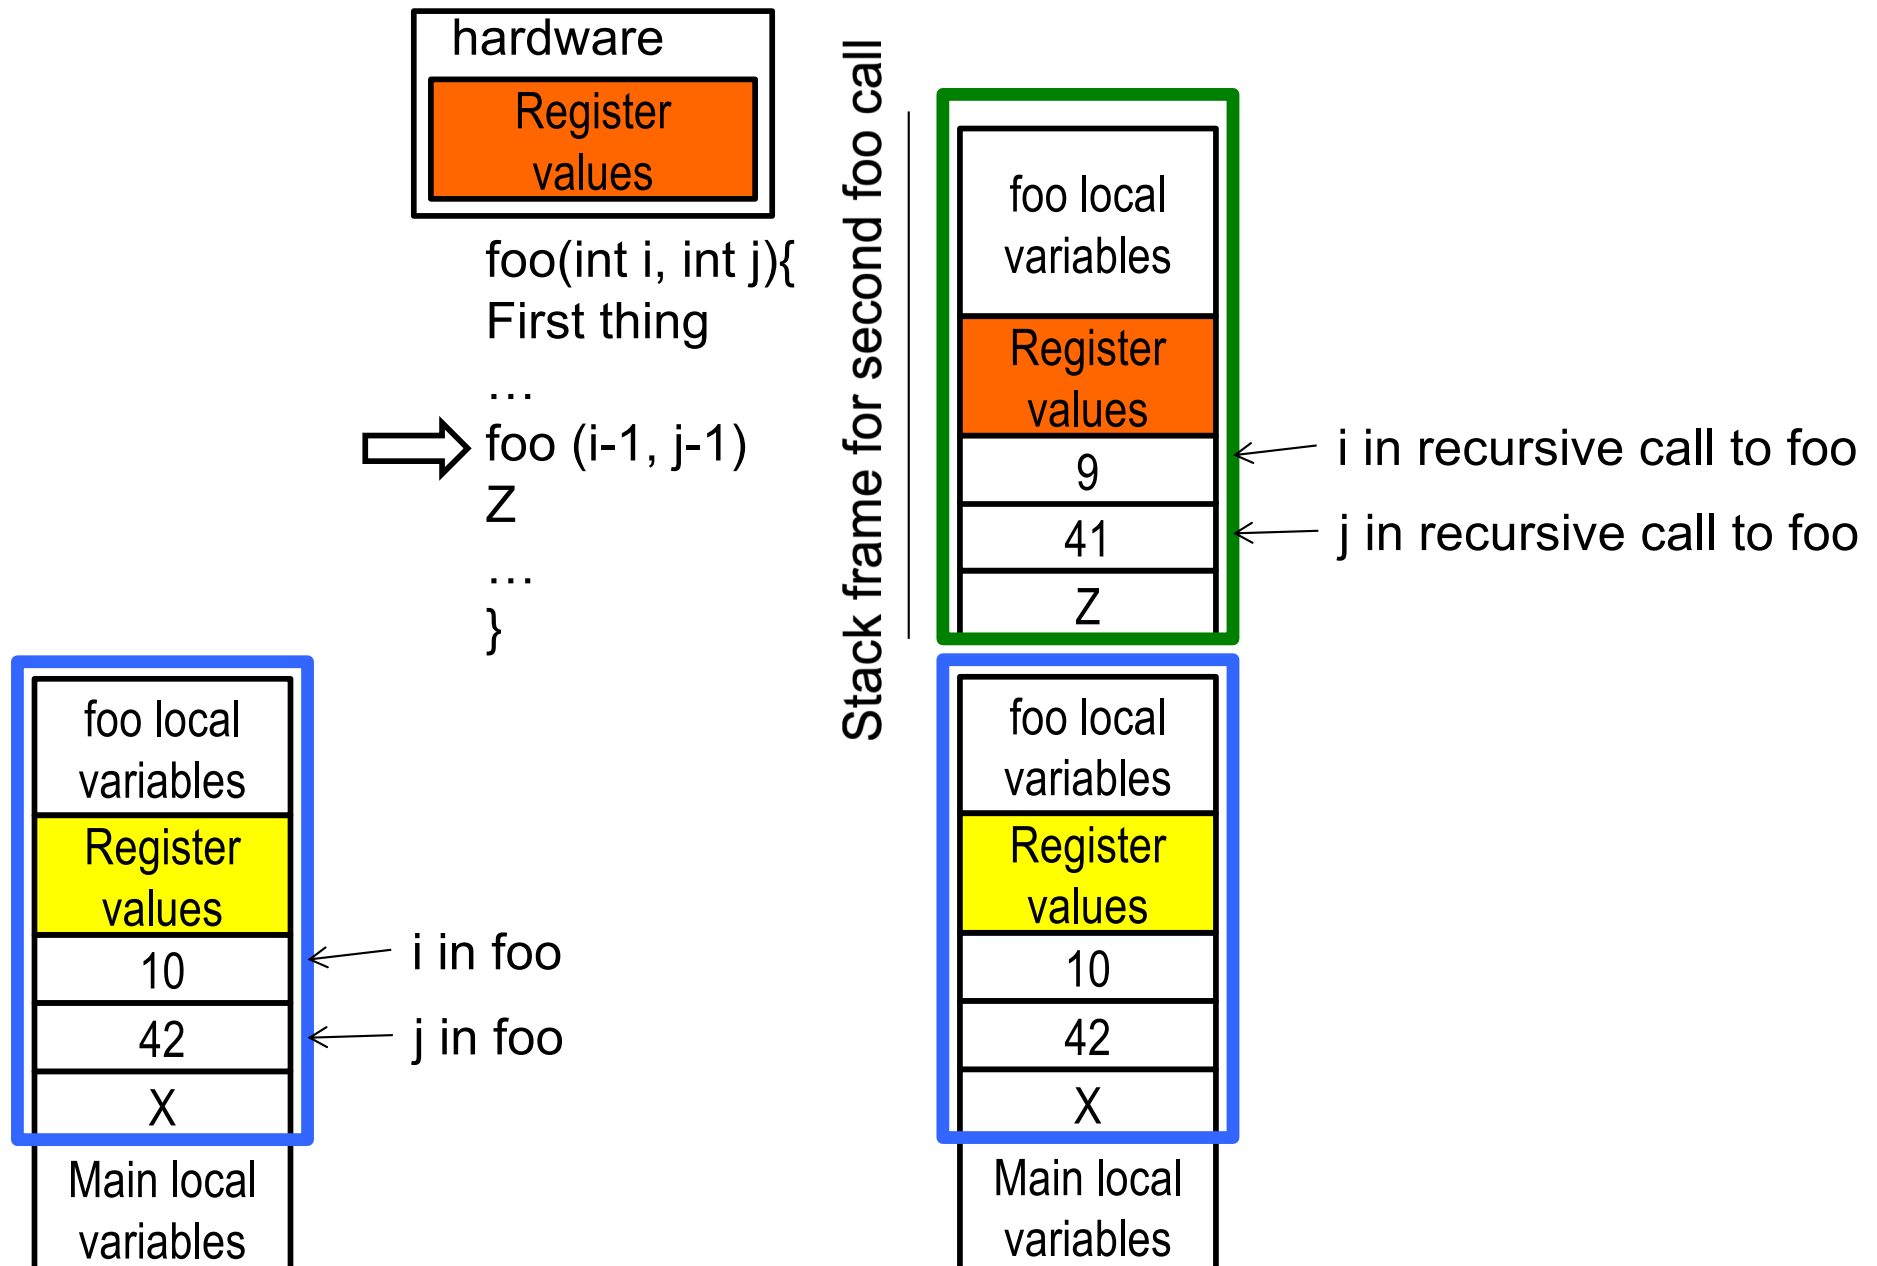 hardware
Register
values
foo(int i, int j){
First thing
…
foo (i-1, j-1)
Z
…
}
foo local
variables
Register
values
10
42
X
Main local
variables
i in foo
j in foo
Stack frame for second foo call
foo local
variables
Register
values
9
41
Z
i in recursive call to foo
j in recursive call to foo
foo local
variables
Register
values
10
42
X
Main local
variables